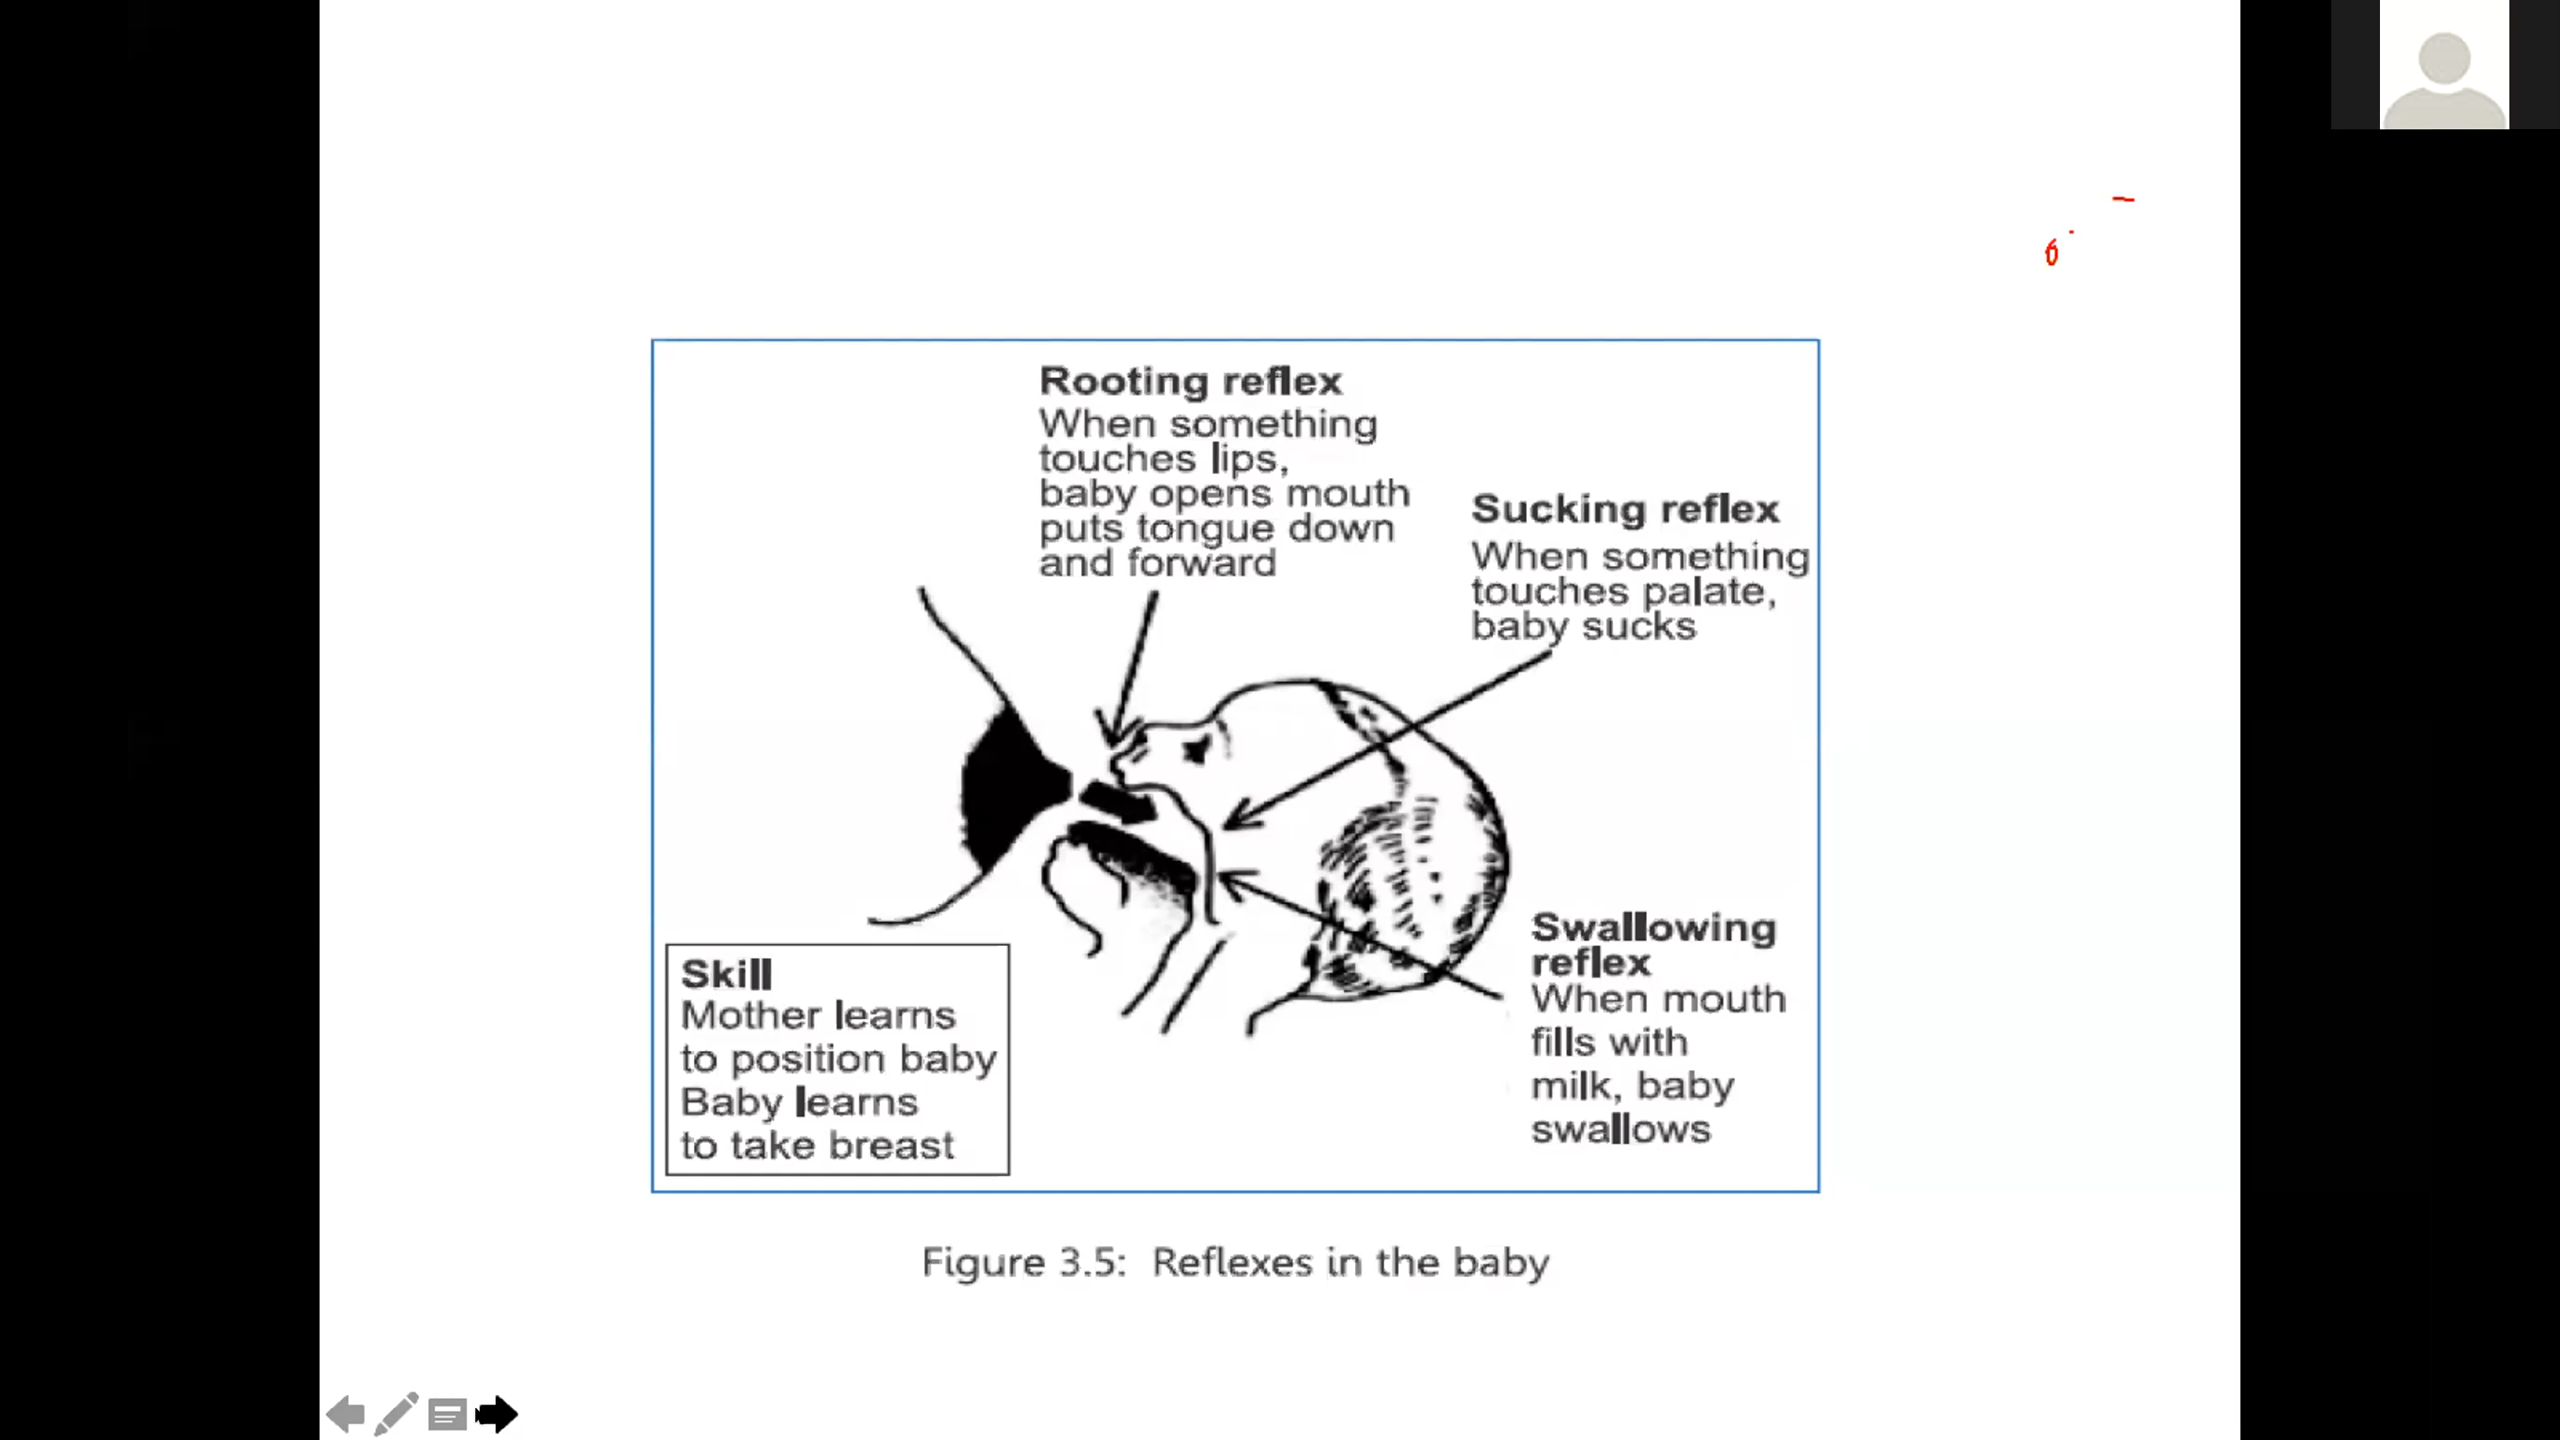 Rooting reflex
When something
touches lips,
baby opens mouth
puts tongue down
and forward
Sucking reflex
When something
touches palate,
baby sucks
Swallowing
reflex
When mouth
fills with
milk, baby
swallows
Skill
Mother learns
to position baby
Baby learns
to take breast
Figure 3.5: Reflexes in the baby